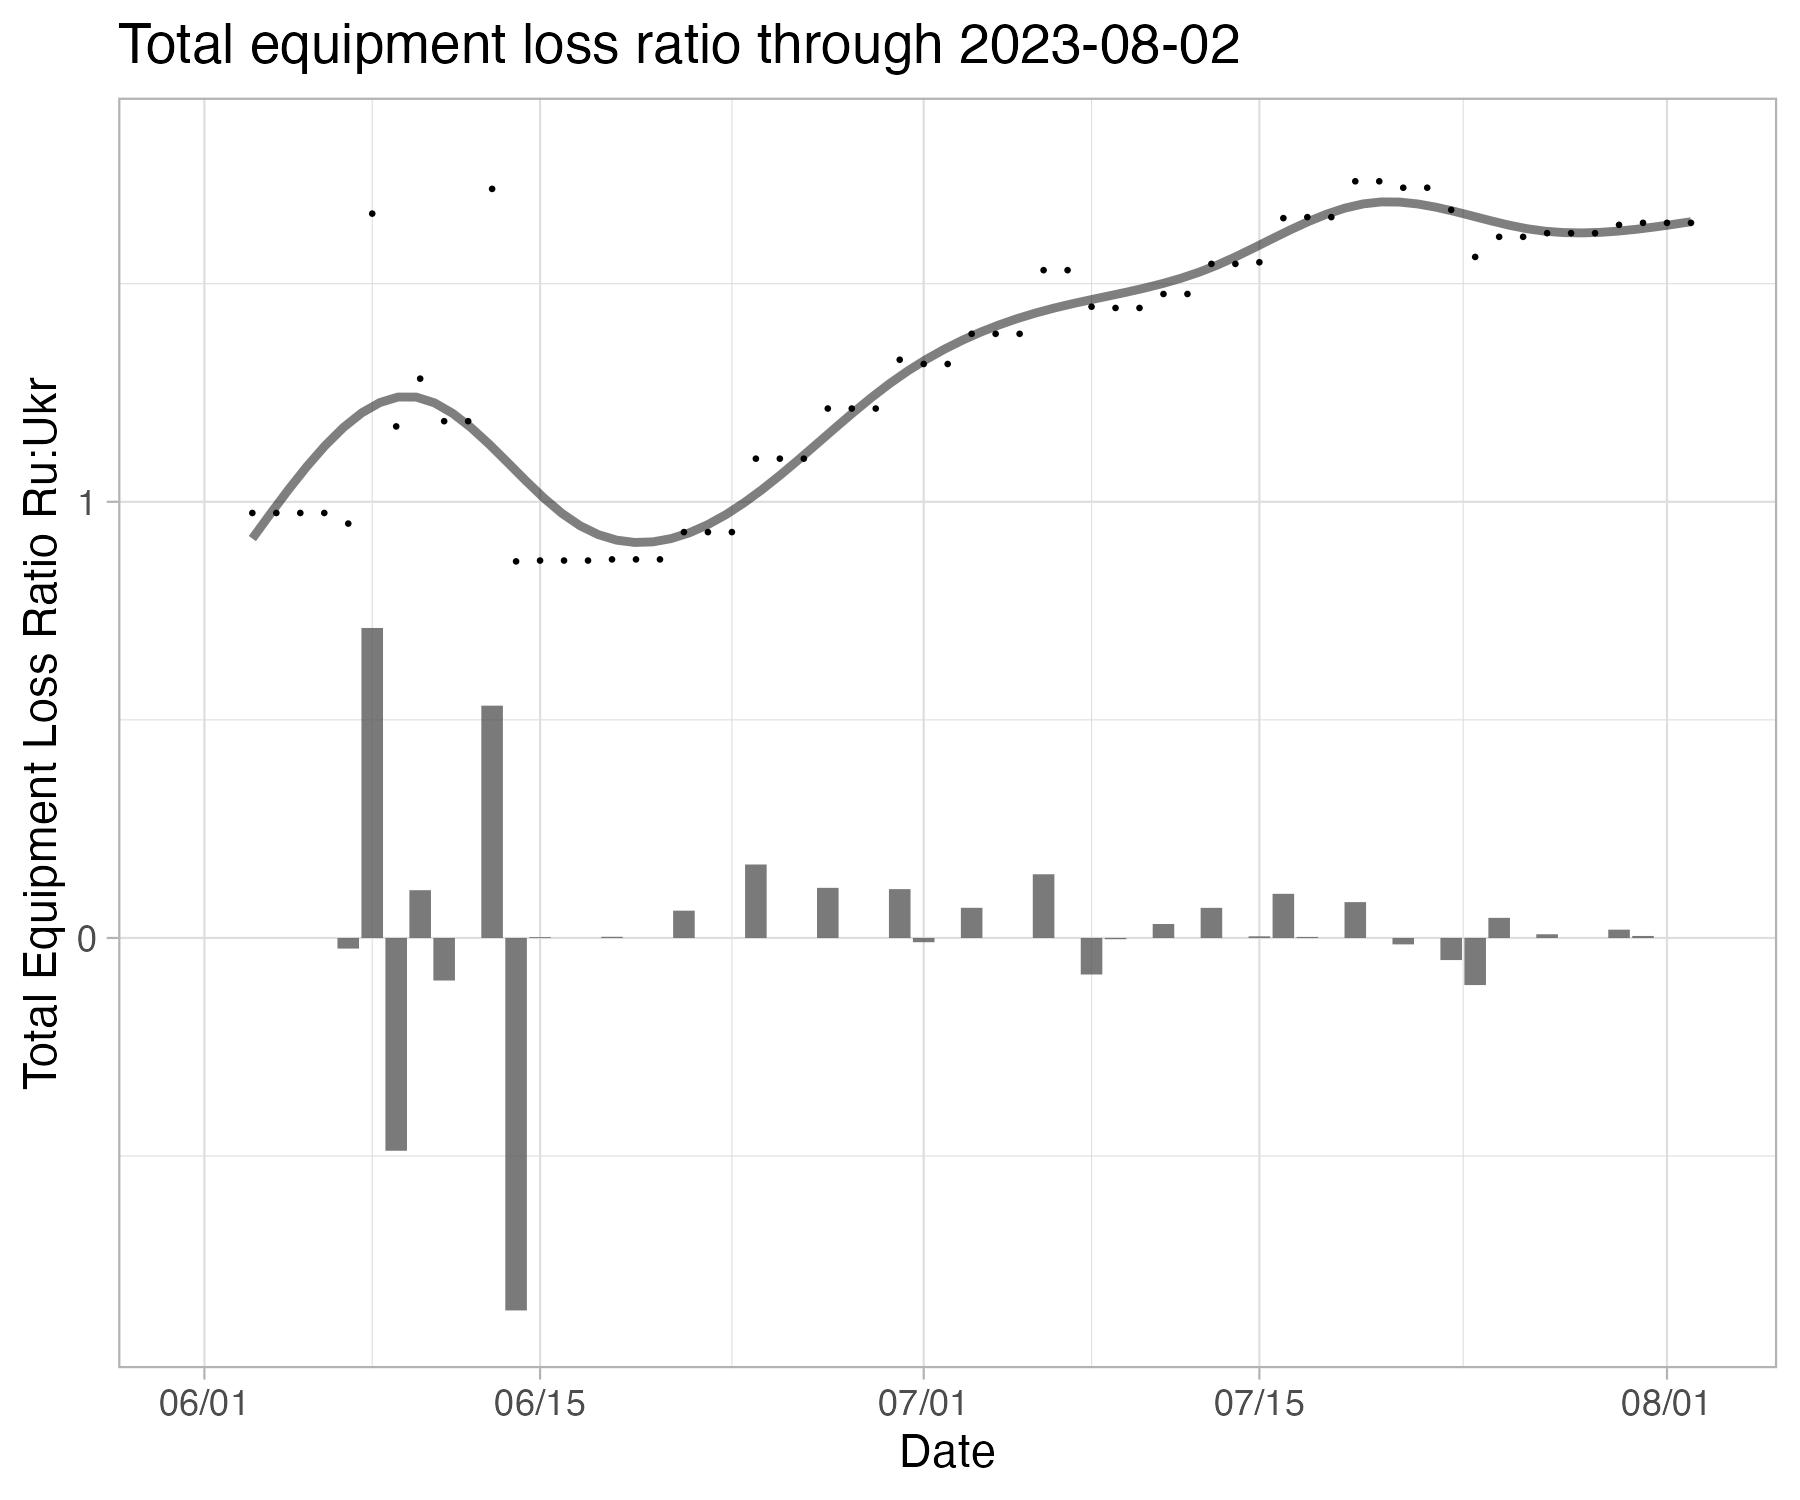 Total equipment loss ratio through 2023-08-02
Total Equipment Loss Ratio Ru:Ukr
1
0
06/01
06/15
07/01
07/15
08/01
Date